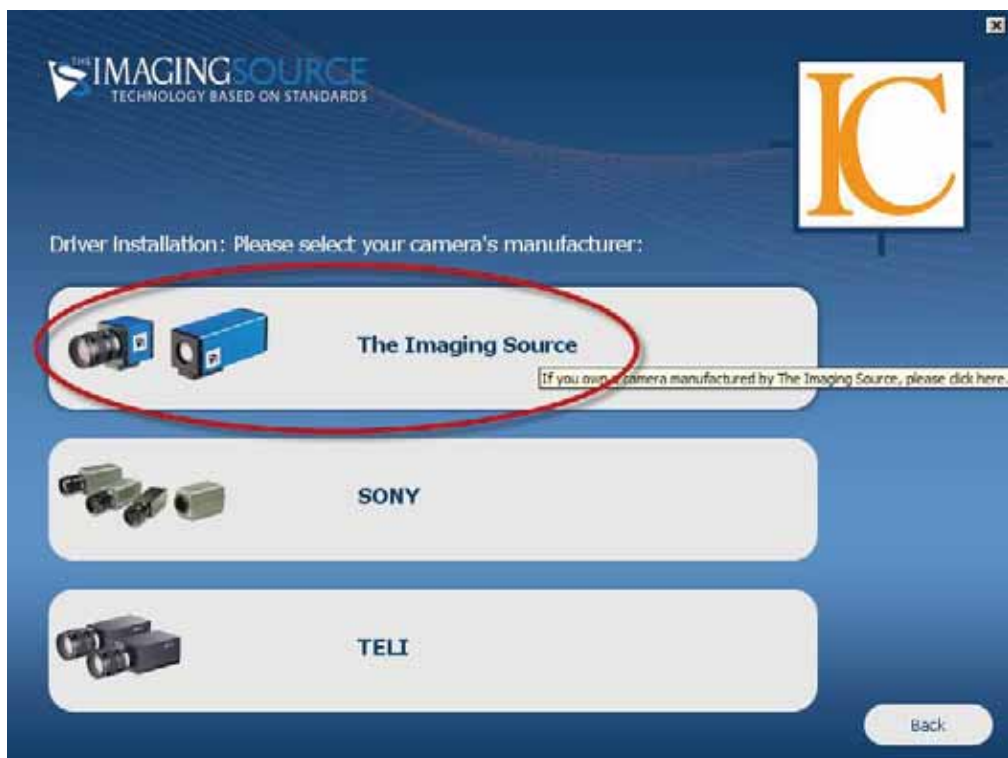 THE IMAGINGSOURCE
TECHNOLOGY BASED ON STANDARDS
IC
Driver Installation: Please select your camera's manufacturer:
The Imaging Source
If you own a camera manufactured by The Imaging Source, please click here.
SONY
TELI
Back